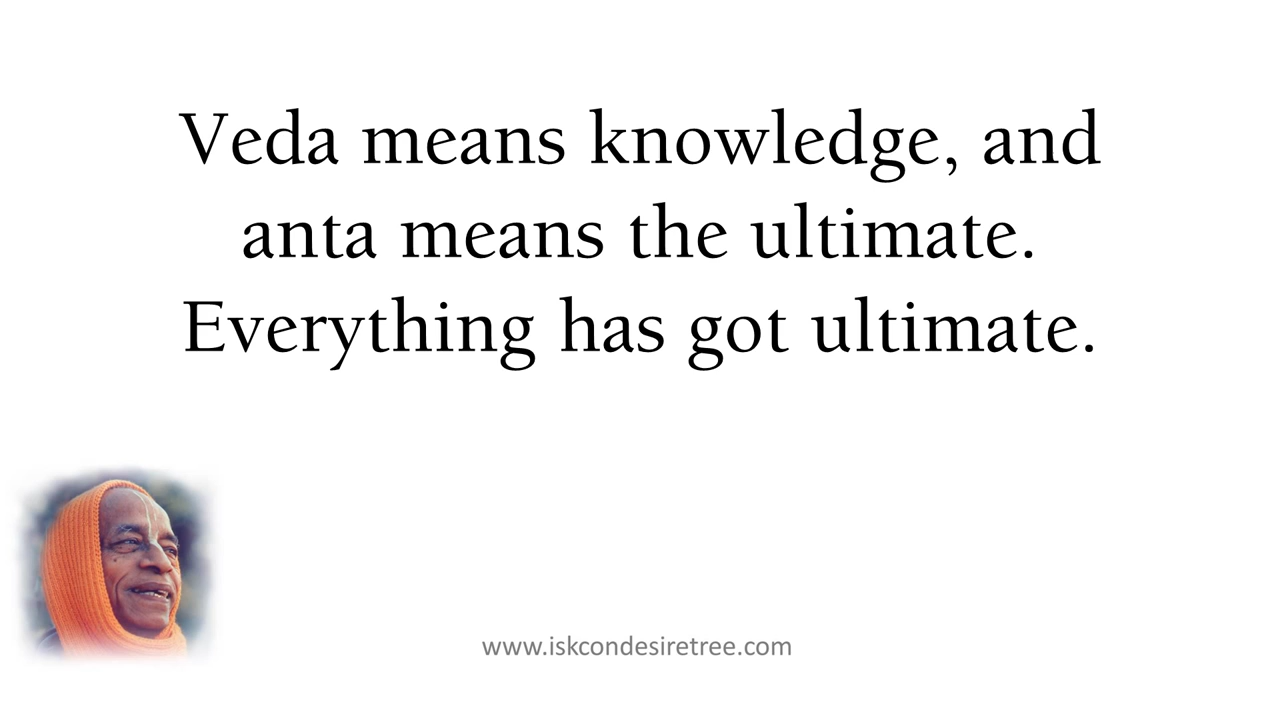 Veda means knowledge, and
anta means the ultimate.
Everything has got ultimate.
www.iskcondesiretree.com